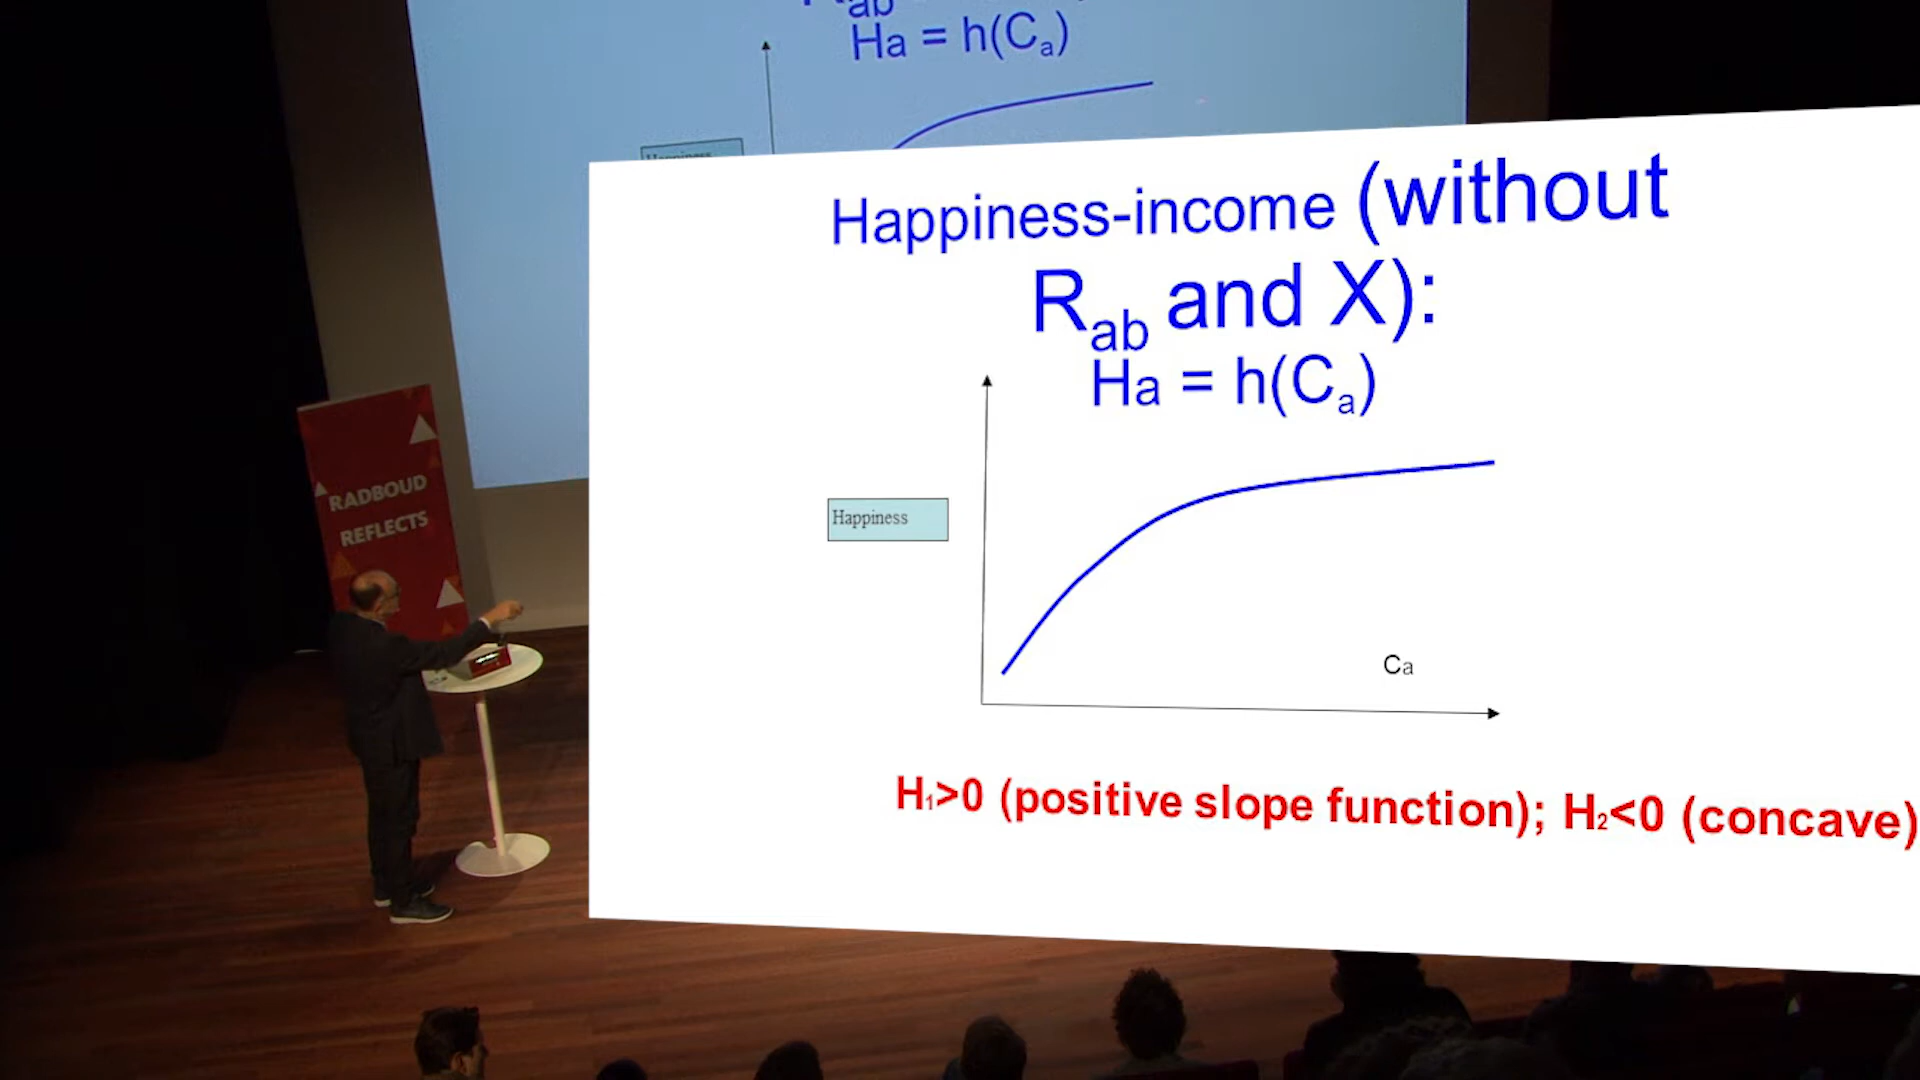 Ha = h(Ca)
Happiness-income (without
Rab and X):
Ha = h(Ca)
Happiness
Ca
H1>0 (positive slope function); H2<0 (concave)
RADBOUD
REFLECTS